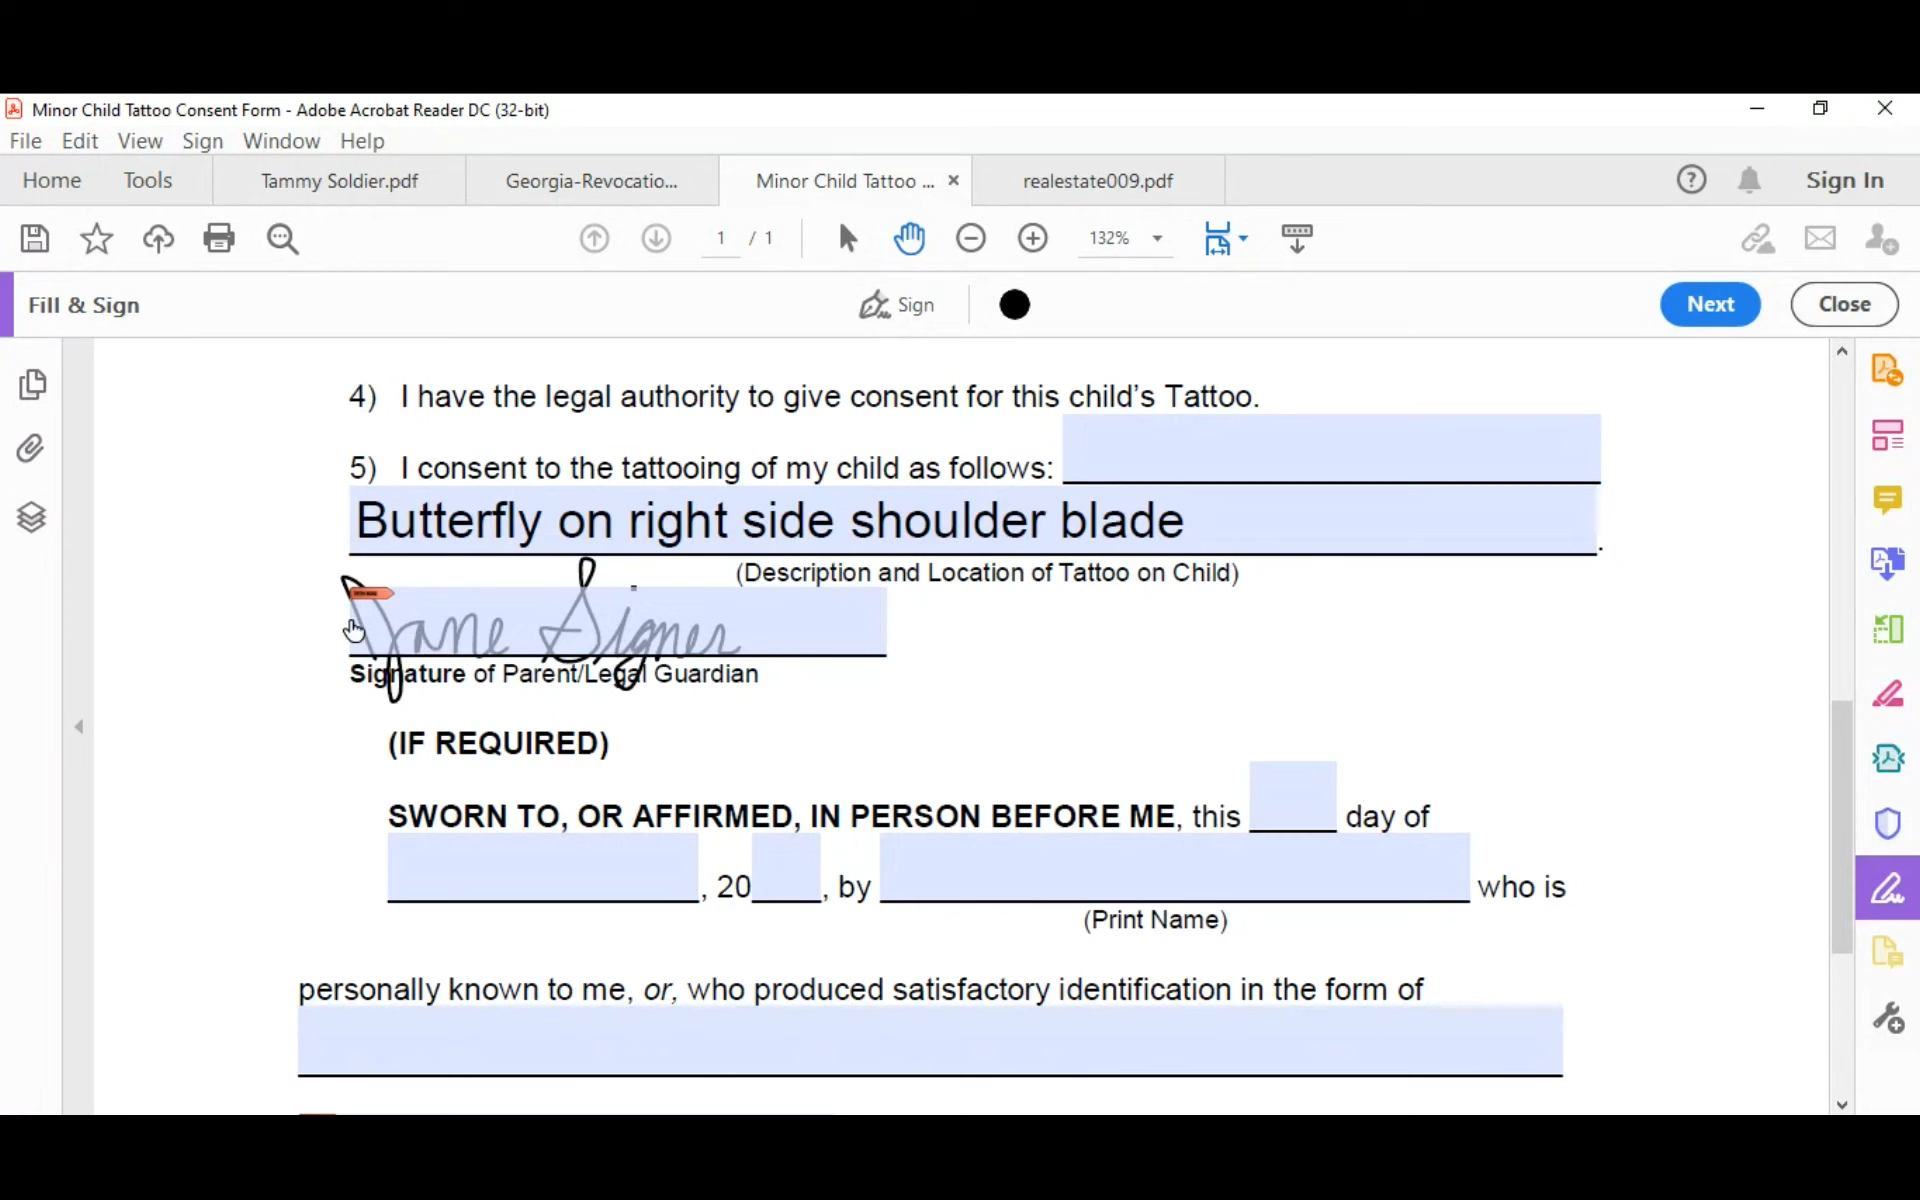 Minor Child Tattoo Consent Form - Adobe Acrobat Reader DC (32-bit)
File Edit View Sign Window Help
Home Tools Tammy Soldier.pdf Georgia-Revocatio... Minor Child Tattoo ... realestate009.pdf Sign In
1 / 1 132%
Fill & Sign Sign Next Close
4) I have the legal authority to give consent for this child's Tattoo.
5) I consent to the tattooing of my child as follows:
Butterfly on right side shoulder blade.
(Description and Location of Tattoo on Child)
Jane Signer
Signature of Parent/Legal Guardian
(IF REQUIRED)
SWORN TO, OR AFFIRMED, IN PERSON BEFORE ME, this day of
, 20 , by who is
(Print Name)
personally known to me, or, who produced satisfactory identification in the form of